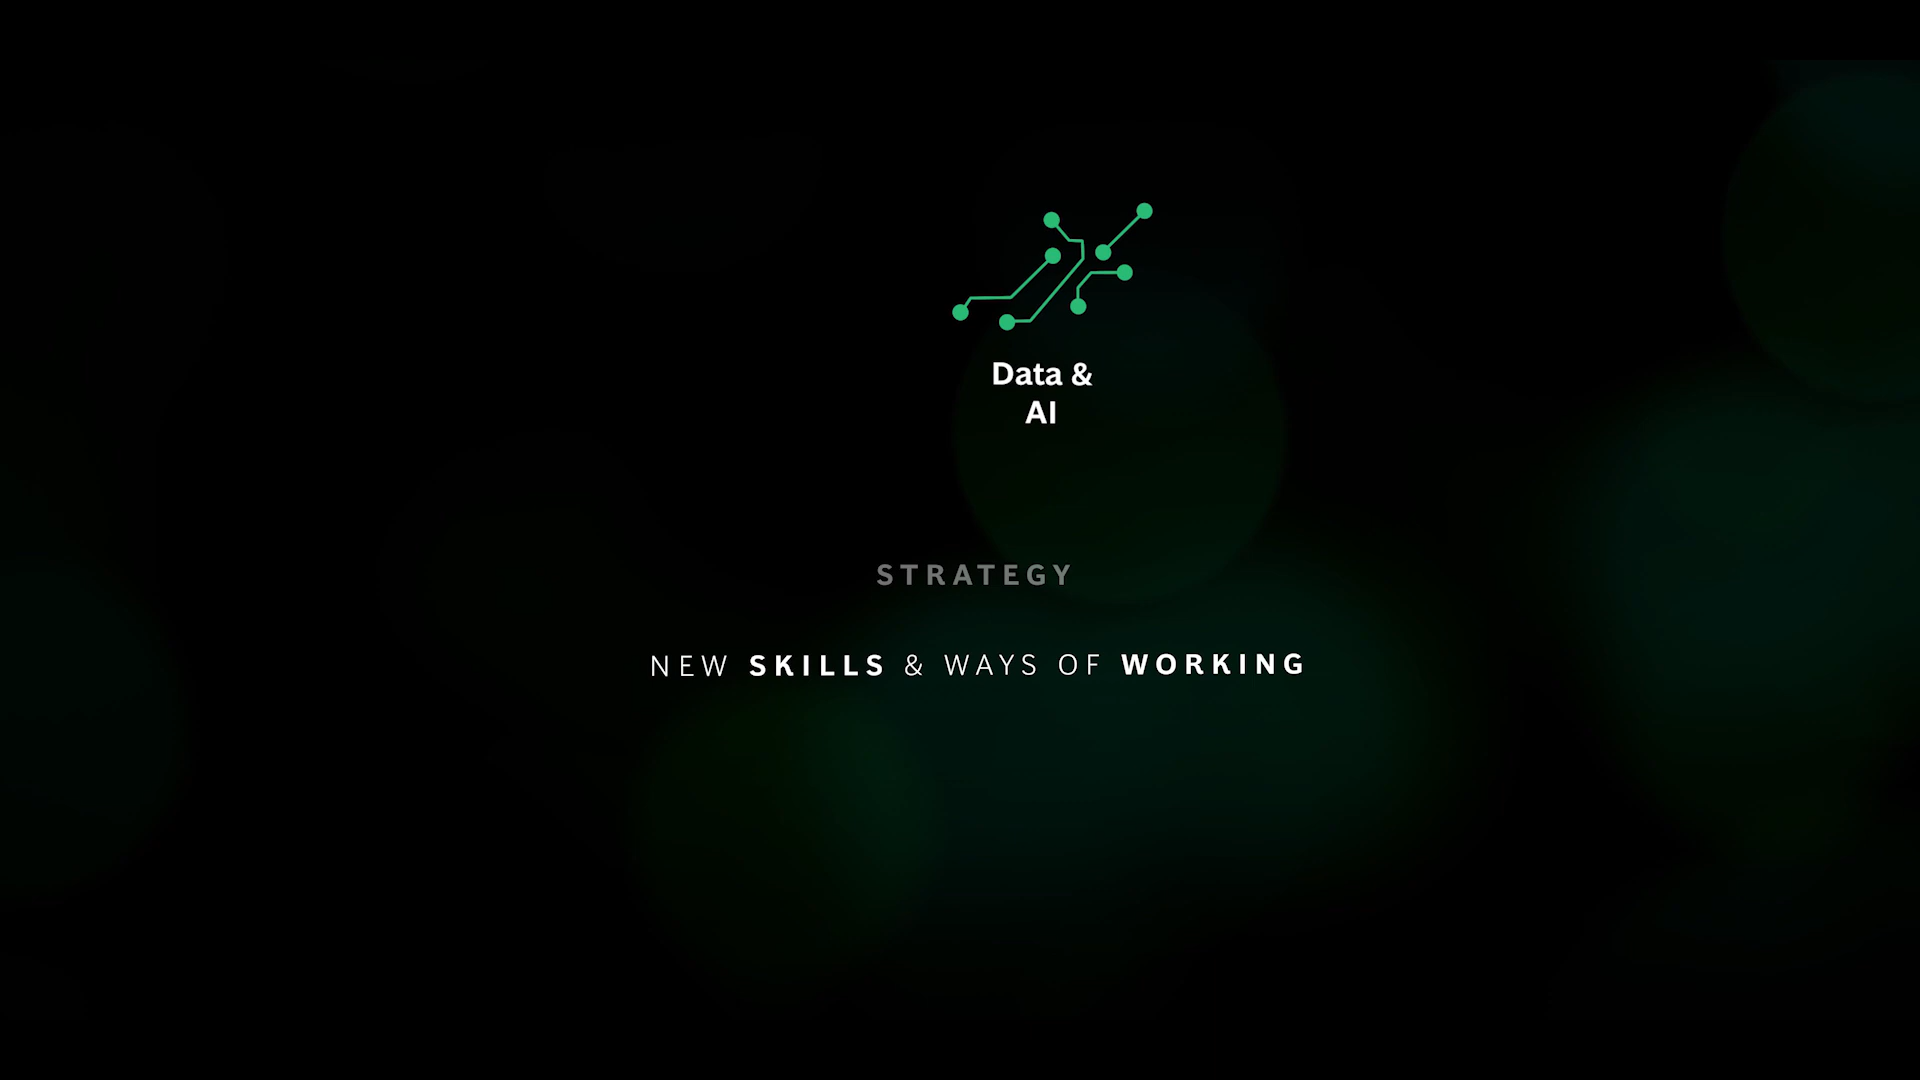 Data &
AI
STRATEGY
NEW SKILLS & WAYS OF WORKING